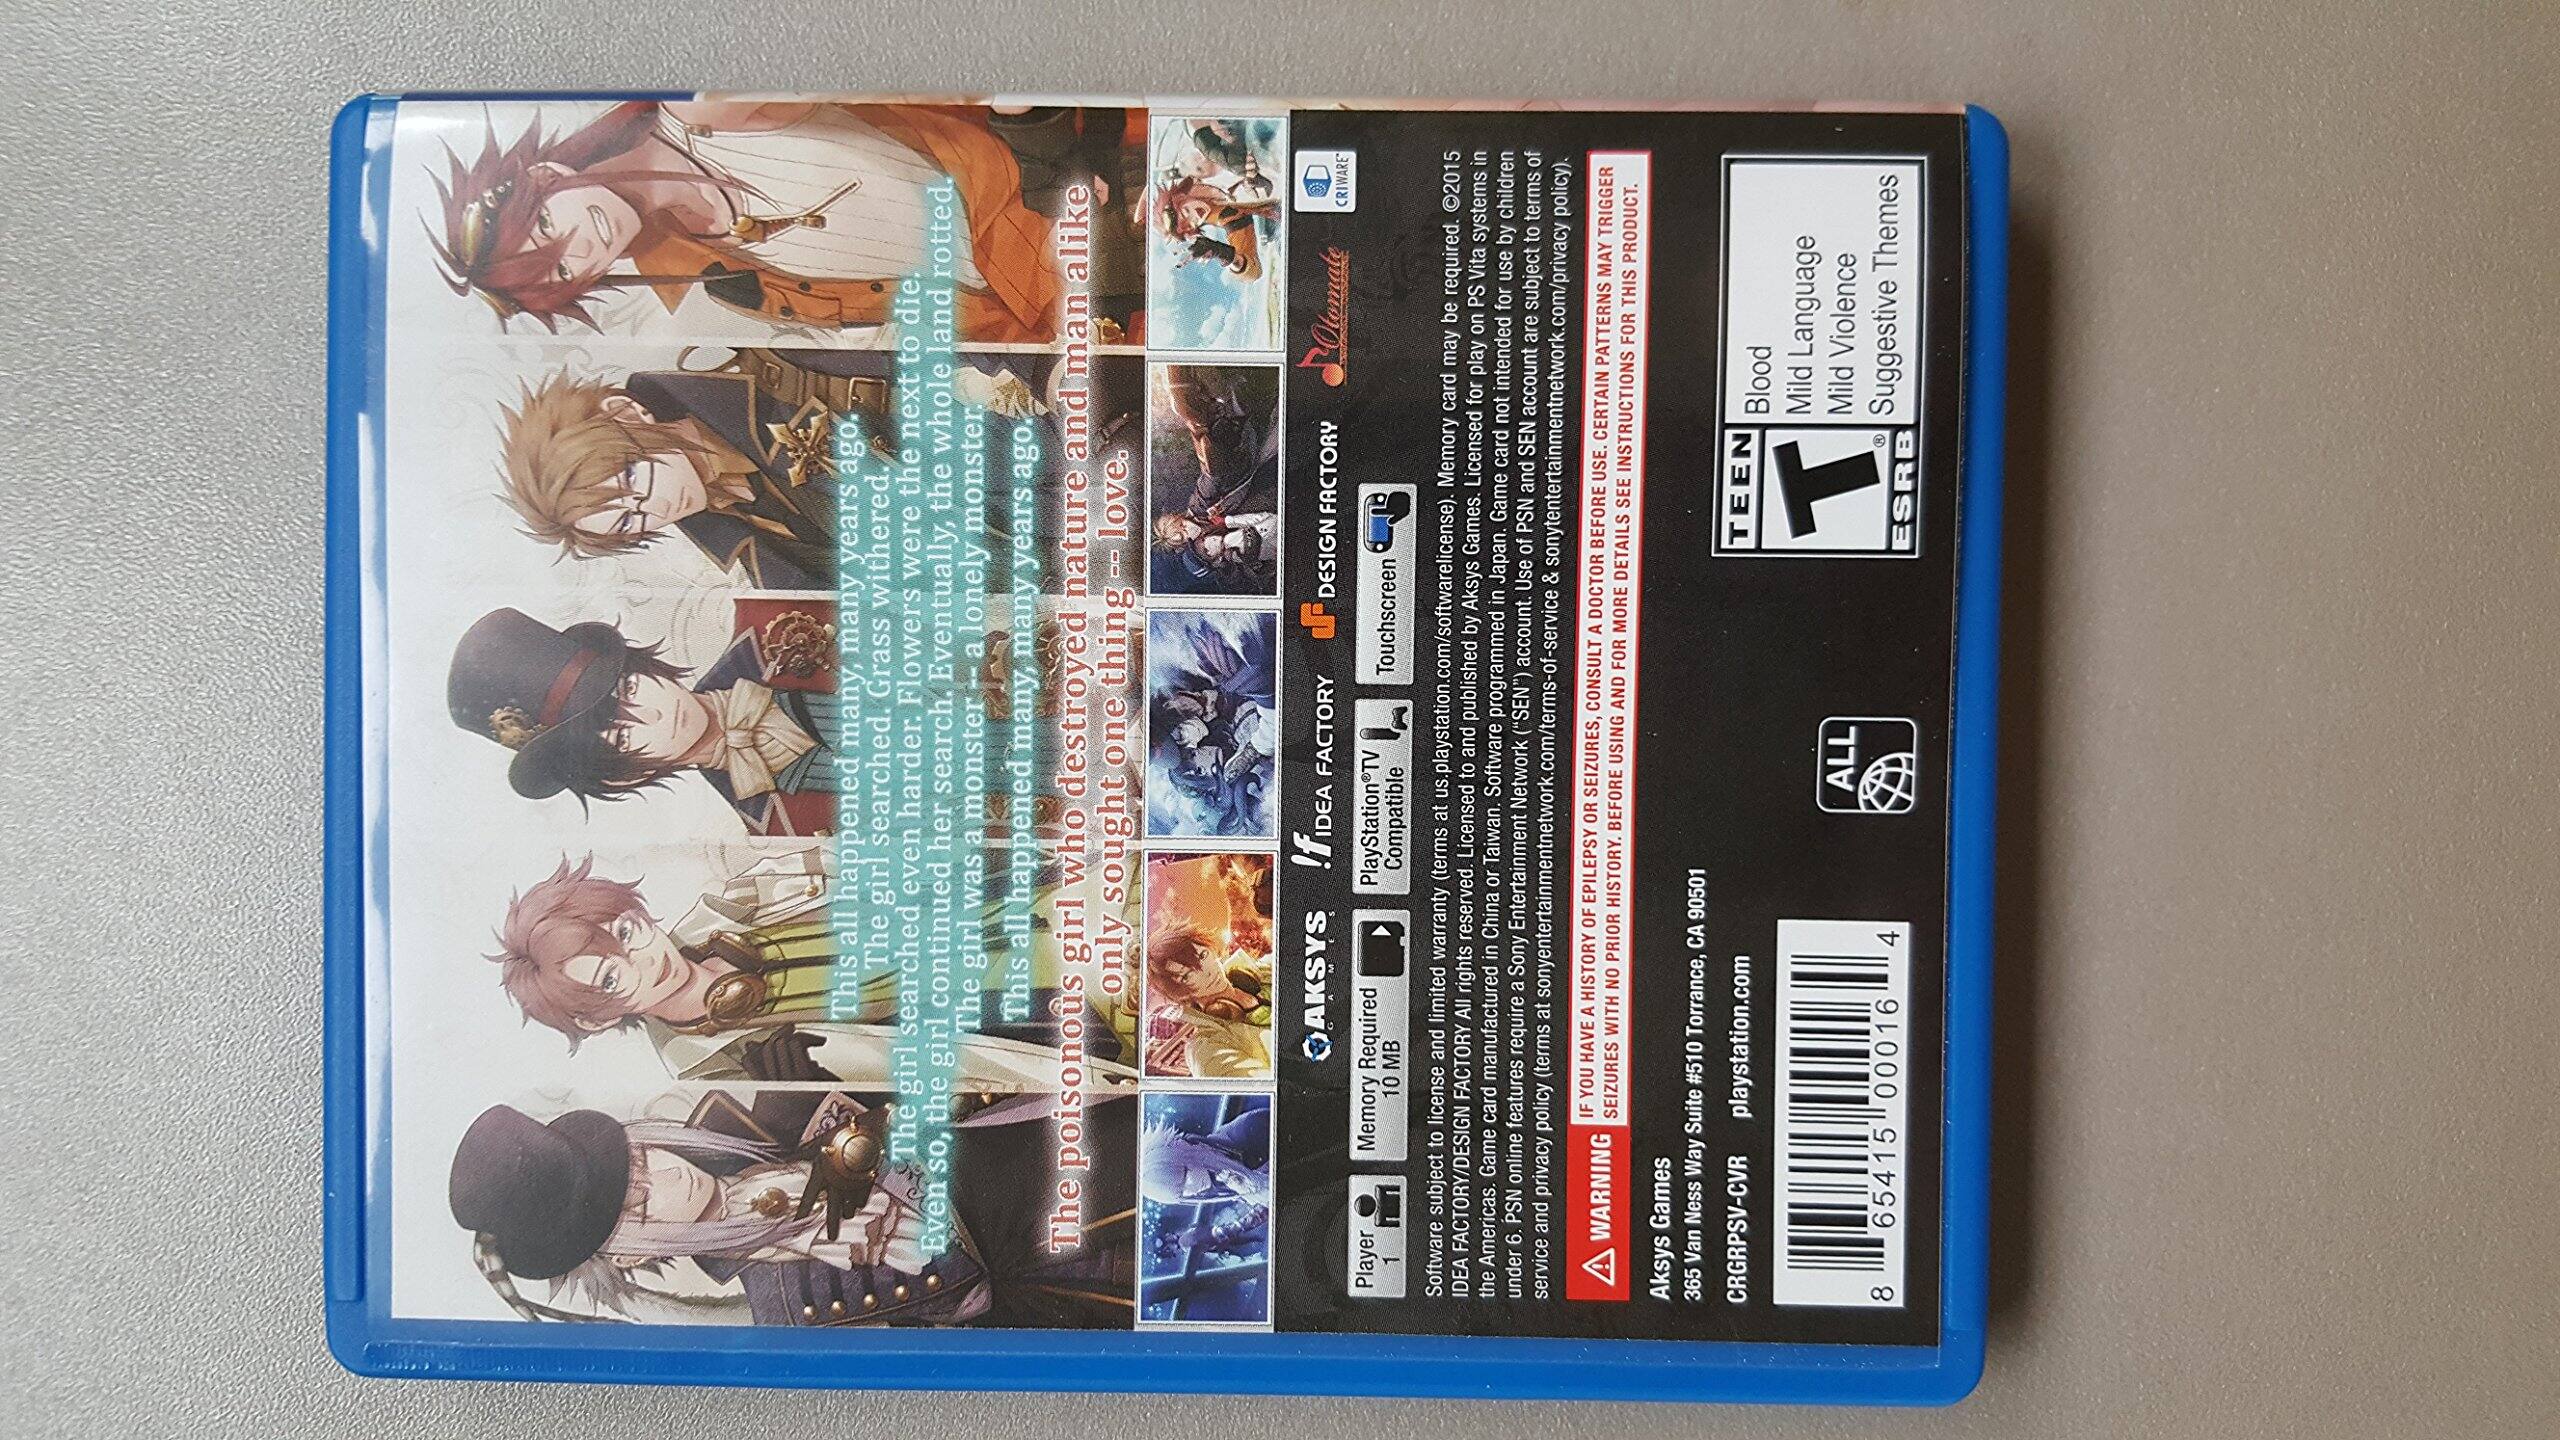 This all happened many, many years ago.
The girl searched. Grass withered.
The girl searched even harder. Flowers were the next to die.
Even so, the girl continued her search. Eventually, the whole land rotted.
The girl was a monster -- a lonely monster.
This all happened many, many years ago.
The poisonous girl who destroyed nature and man alike
only sought one thing -- love.
AKSYS
GAMES
IDEA FACTORY
DESIGN FACTORY
Otomate
CRIWARE™
Player
1
Memory Required
10 MB
PlayStation®TV
Compatible
Touchscreen
Software subject to license and limited warranty (terms at us.playstation.com/softwarelicense). Memory card may be required. ©2015
IDEA FACTORY/DESIGN FACTORY All rights reserved. Licensed to and published by Aksys Games. Licensed for play on PS Vita systems in
the Americas. Game card manufactured in China or Taiwan. Software programmed in Japan. Game card not intended for use by children
under 6. PSN online features require a Sony Entertainment Network ("SEN") account. Use of PSN and SEN account are subject to terms of
service and privacy policy (terms at sonyentertainmentnetwork.com/terms-of-service & sonytentertainmentnetwork.com/privacy policy).
WARNING
IF YOU HAVE A HISTORY OF EPILEPSY OR SEIZURES, CONSULT A DOCTOR BEFORE USE. CERTAIN PATTERNS MAY TRIGGER
SEIZURES WITH NO PRIOR HISTORY. BEFORE USING AND FOR MORE DETAILS SEE INSTRUCTIONS FOR THIS PRODUCT.
Aksys Games
365 Van Ness Way Suite #510 Torrance, CA 90501
CRGRPSV-CVR playstation.com
8 65415 00016 4
ALL
TEEN
T
®
ESRB
Blood
Mild Language
Mild Violence
Suggestive Themes